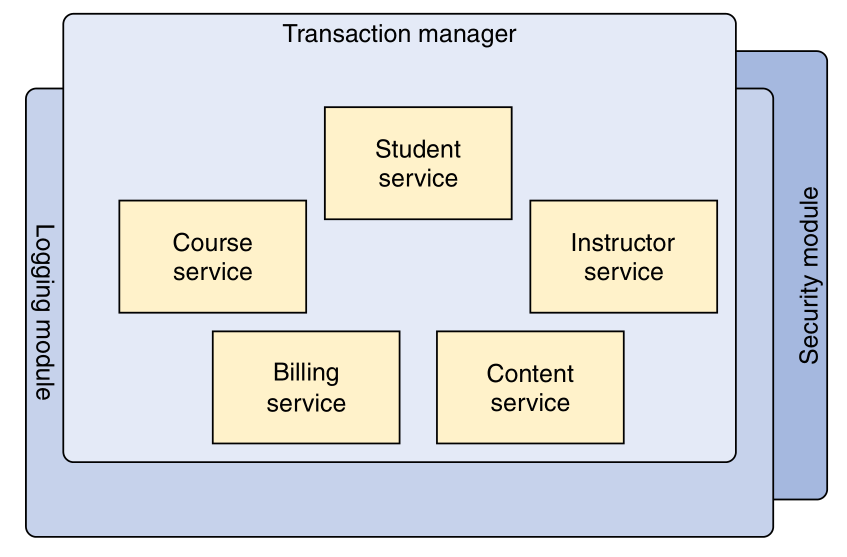 Transaction manager
Student
service
Course
service
Instructor
service
Billing
service
Content
service
Logging module
Security module